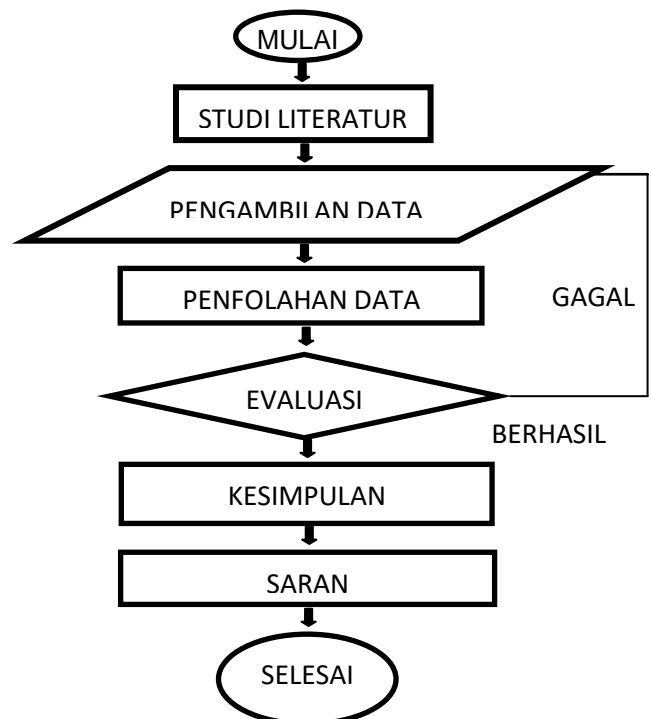 MULAI
STUDI LITERATUR
PENGAMBILAN DATA
PENFOLAHAN DATA
GAGAL
EVALUASI
BERHASIL
KESIMPULAN
SARAN
SELESAI